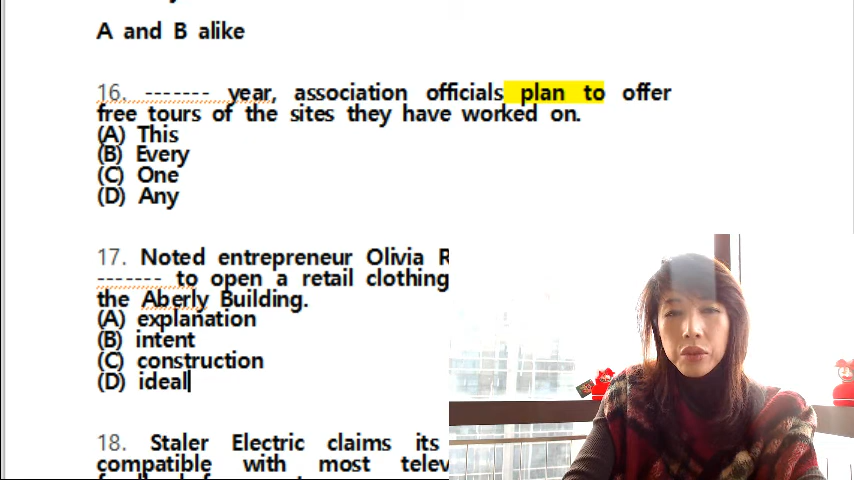 A and B alike
16. ------- year, association officials plan to offer
free tours of the sites they have worked on.
(A) This
(B) Every
(C) One
(D) Any
17. Noted entrepreneur Olivia
------- to open a retail clothing
the Aberly Building.
(A) explanation
(B) intent
(C) construction
(D) ideal
18. Staler Electric claims its
compatible with most